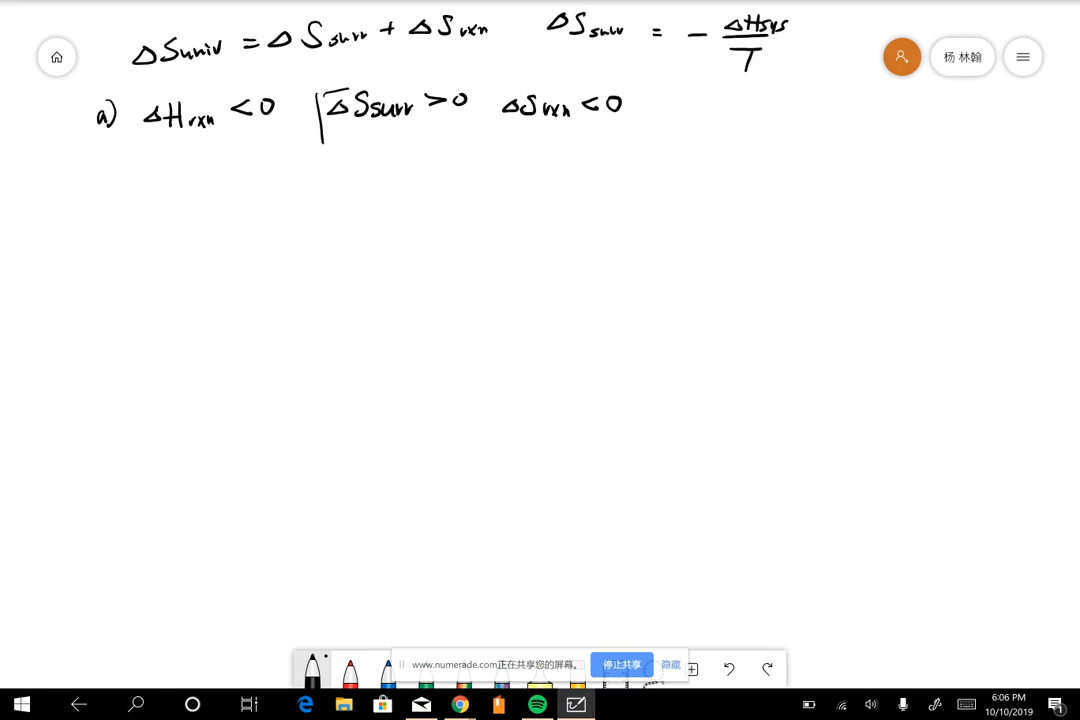 ΔSuniv = ΔSsurr + ΔSrxn ΔSsurr = - ΔHsys / T
杨 林翰
a) ΔHrxn < 0 ΔSsurr > 0 ΔSrxn < 0
www.numerade.com正在共享您的屏幕。 停止共享 隐藏
6:06 PM
10/10/2019